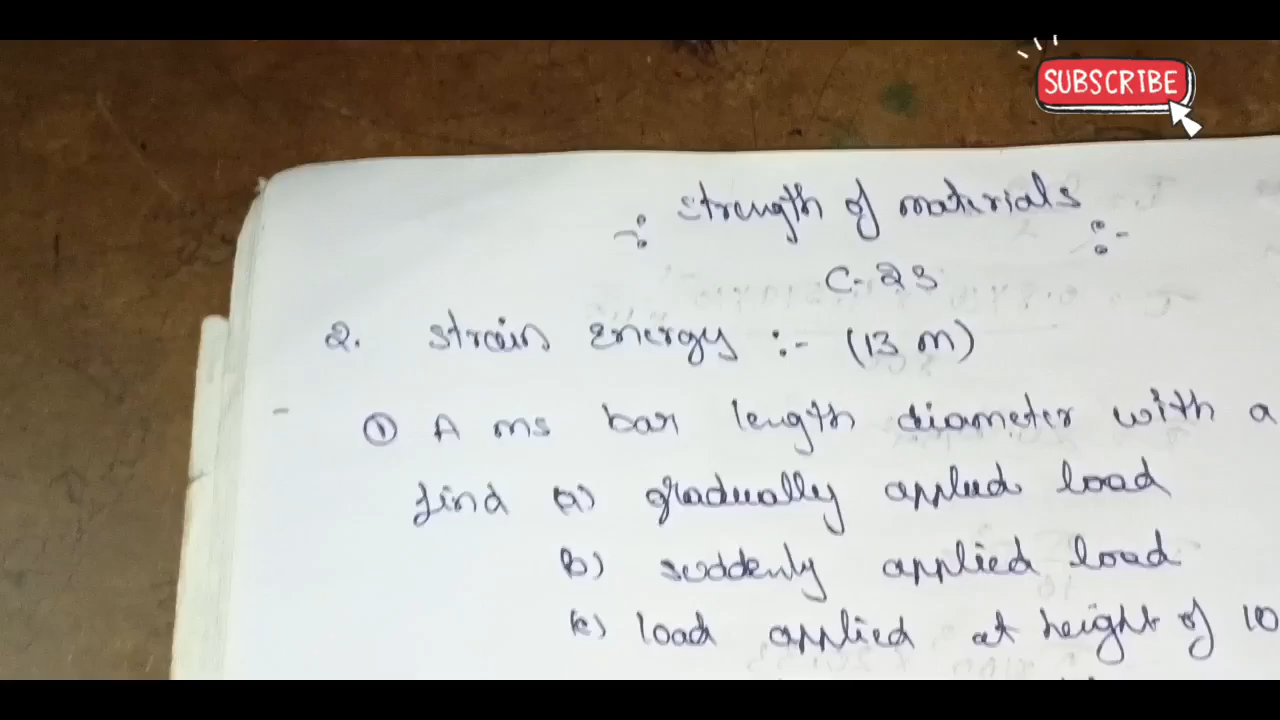 SUBSCRIBE
-: strength of materials :-
C-23
2. strain energy :- (13 m)
① A ms bar length diameter with a
find (a) gradually applied load
(b) suddenly applied load
(c) load applied at height of 10